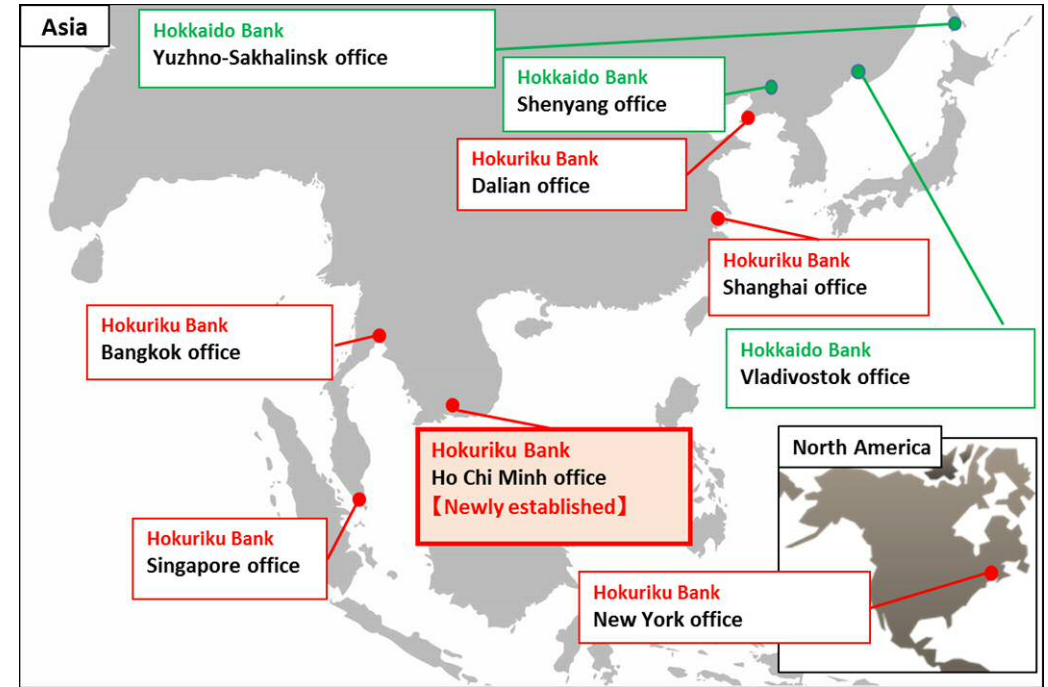 Asia
Hokkaido Bank
Yuzhno-Sakhalinsk office
Hokkaido Bank
Shenyang office
Hokuriku Bank
Dalian office
Hokuriku Bank
Shanghai office
Hokuriku Bank
Bangkok office
Hokkaido Bank
Vladivostok office
Hokuriku Bank
Ho Chi Minh office
【Newly established】
North America
Hokuriku Bank
Singapore office
Hokuriku Bank
New York office